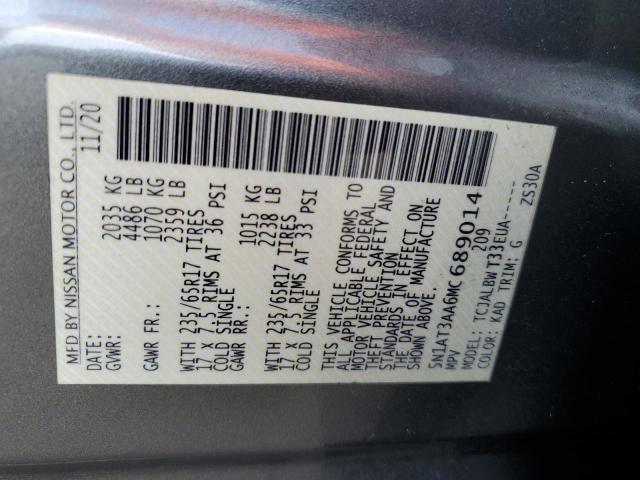 MFD BY NISSAN MOTOR CO., LTD.
DATE: 11/20
GVWR: 2035 KG
4486 LB
GAWR FR.: 1070 KG
2359 LB
WITH 235/65R17 TIRES
17 X 7.5 RIMS AT 36 PSI
COLD SINGLE
GAWR RR.: 1015 KG
2238 LB
WITH 235/65R17 TIRES
17 X 7.5 RIMS AT 33 PSI
COLD SINGLE
THIS VEHICLE CONFORMS TO
ALL APPLICABLE FEDERAL
MOTOR VEHICLE SAFETY AND
THEFT PREVENTION
STANDARDS IN EFFECT ON
THE DATE OF MANUFACTURE
SHOWN ABOVE.
5N1AT3AA6MC689014
MPV 209
MODEL: TCJALBWT33EUA------
COLOR: KAD TRIM: G ZS30A